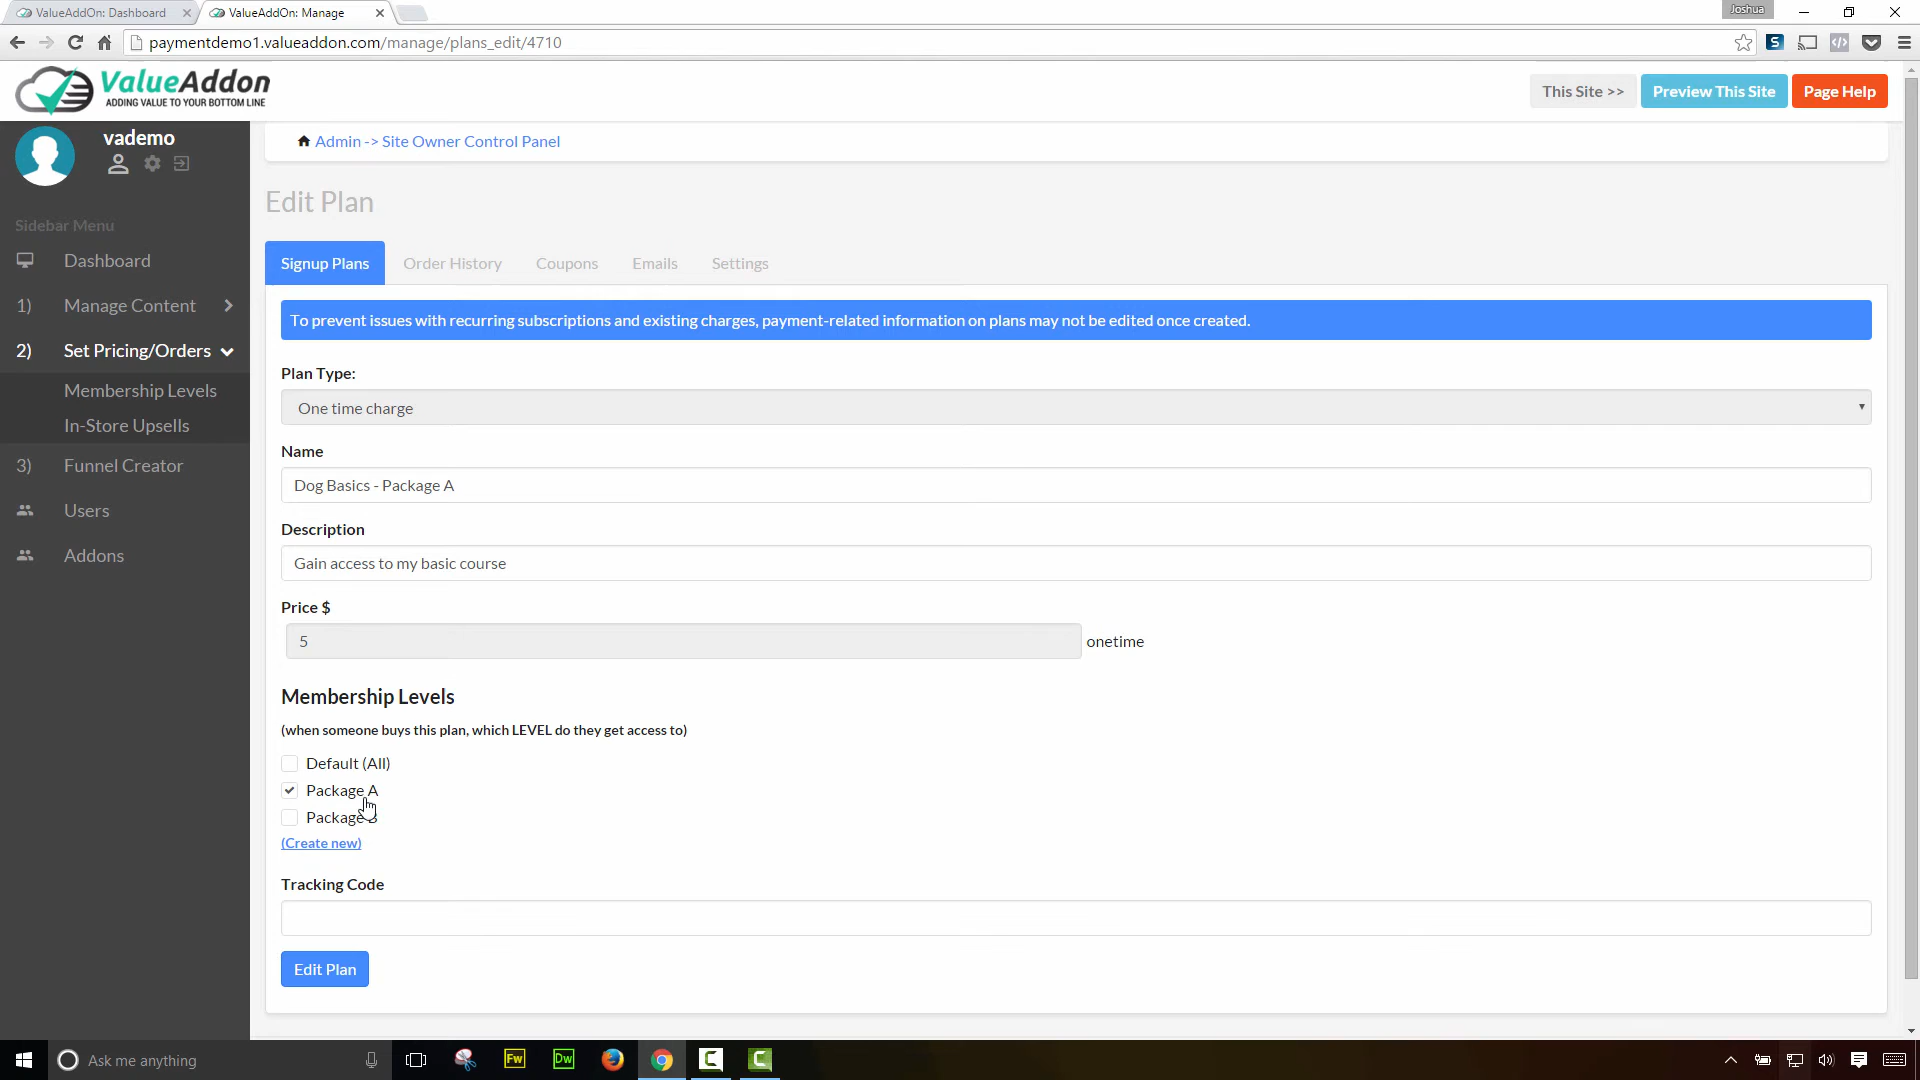 ValueAddOn: Dashboard
ValueAddOn: Manage
Joshua
paymentdemo1.valueaddon.com/manage/plans_edit/4710
ValueAddon
ADDING VALUE TO YOUR BOTTOM LINE
This Site >>
Preview This Site
Page Help
vademo
Admin -> Site Owner Control Panel
Sidebar Menu
Dashboard
1) Manage Content
2) Set Pricing/Orders
Membership Levels
In-Store Upsells
3) Funnel Creator
Users
Addons
Edit Plan
Signup Plans
Order History
Coupons
Emails
Settings
To prevent issues with recurring subscriptions and existing charges, payment-related information on plans may not be edited once created.
Plan Type:
One time charge
Name
Dog Basics - Package A
Description
Gain access to my basic course
Price $
5
onetime
Membership Levels
(when someone buys this plan, which LEVEL do they get access to)
Default (All)
Package A
Package B
(Create new)
Tracking Code
Edit Plan
Ask me anything
Fw
Dw